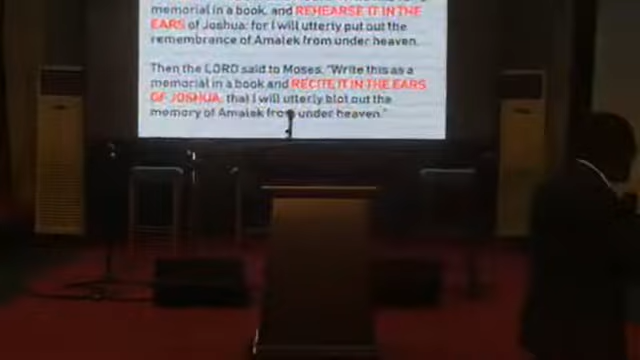 memorial in a book, and REHEARSE IT IN THE
EARS of Joshua: for I will utterly put out the
remembrance of Amalek from under heaven.
Then the LORD said to Moses, "Write this as a
memorial in a book and RECITE IT IN THE EARS
OF JOSHUA, that I will utterly blot out the
memory of Amalek from under heaven."